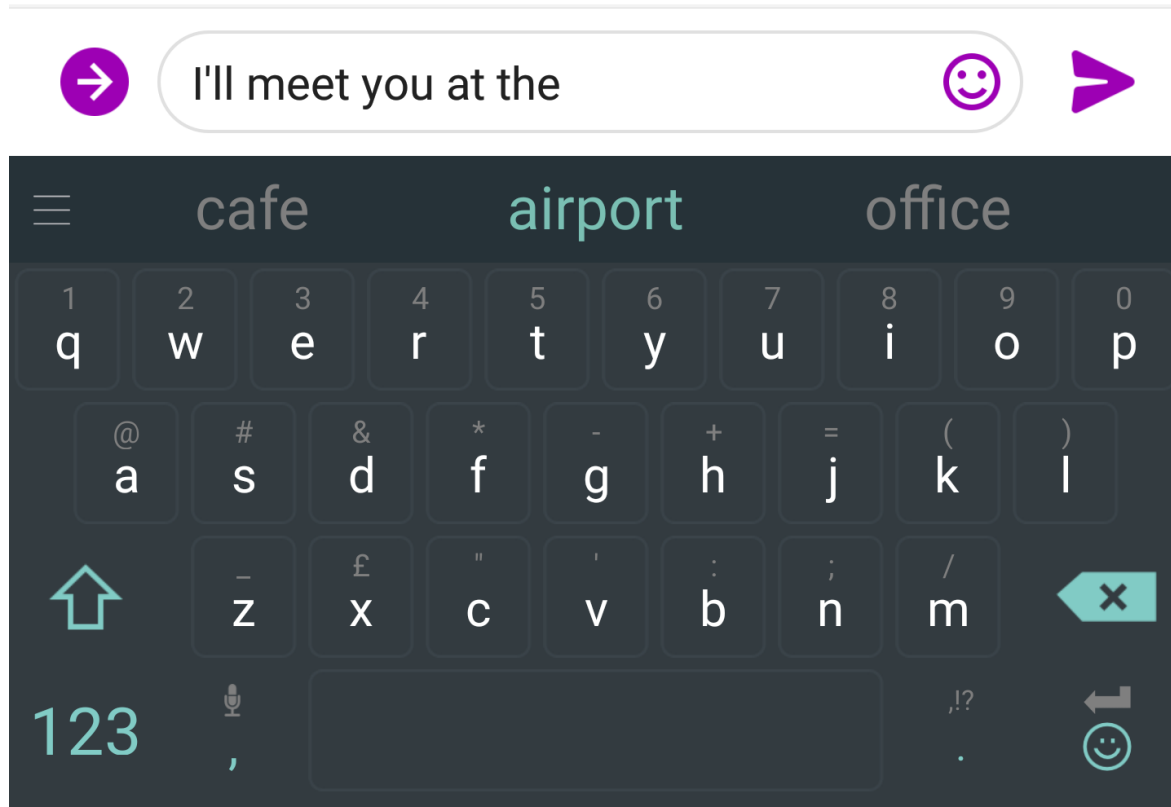 I'll meet you at the
cafe airport office
1 2 3 4 5 6 7 8 9 0
q w e r t y u i o p
@ # & * - + = ( )
a s d f g h j k l
_ £ " ' : ; /
z x c v b n m
,!?
123 , .